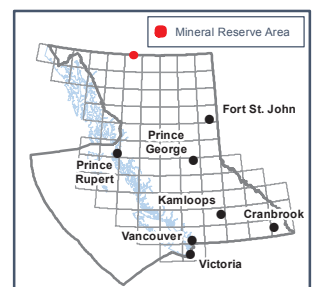 Mineral Reserve Area
Fort St. John
Prince
George
Prince
Rupert
Kamloops
Cranbrook
Vancouver
Victoria